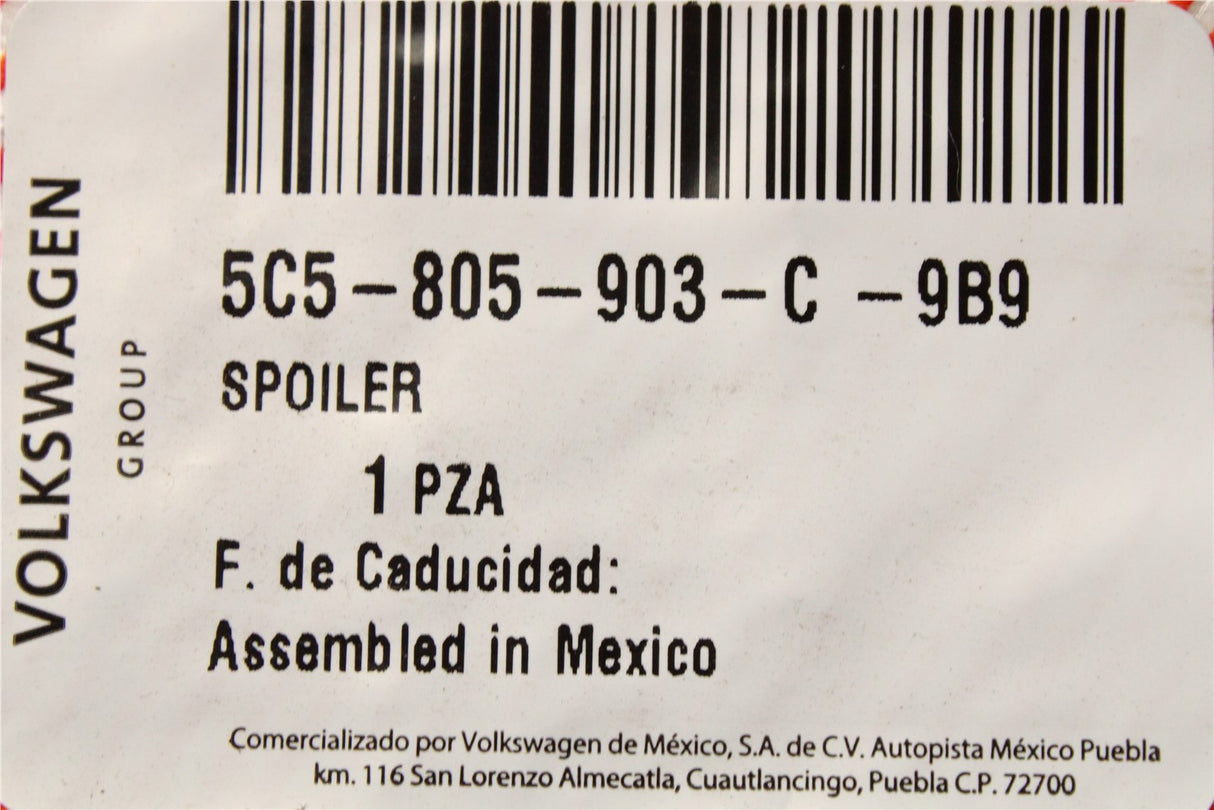 VOLKSWAGEN
GROUP
5C5-805-903-C -9B9
SPOILER
1 PZA
F. de Caducidad:
Assembled in Mexico
Comercializado por Volkswagen de México, S.A. de C.V. Autopista México Puebla
km. 116 San Lorenzo Almecatla, Cuautlancingo, Puebla C.P. 72700